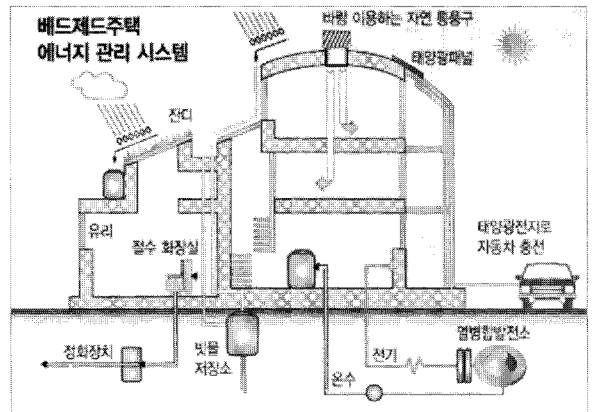 베드제드주택
에너지 관리 시스템
바람 이용하는 자연 통풍구
태양광패널
잔디
유리
절수 화장실
태양광전지로
자동차 충전
정화장치
빗물
저장소
온수
전기
열병합발전소